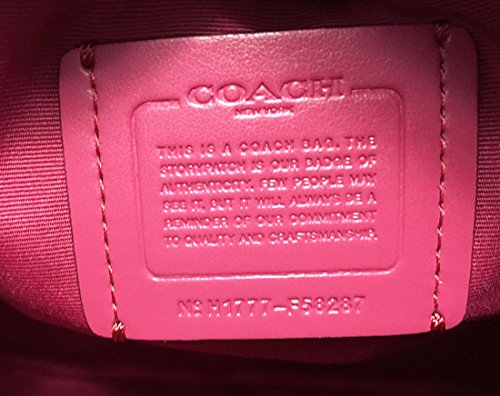 COACH
NEW YORK
THIS IS A COACH BAG. THE
STORYPATCH IS OUR BADGE OF
AUTHENTICITY. FEW PEOPLE MAY
SEE IT, BUT IT WILL ALWAYS BE A
REMINDER OF OUR COMMITMENT
TO QUALITY AND CRAFTSMANSHIP.
No H1777-F58287